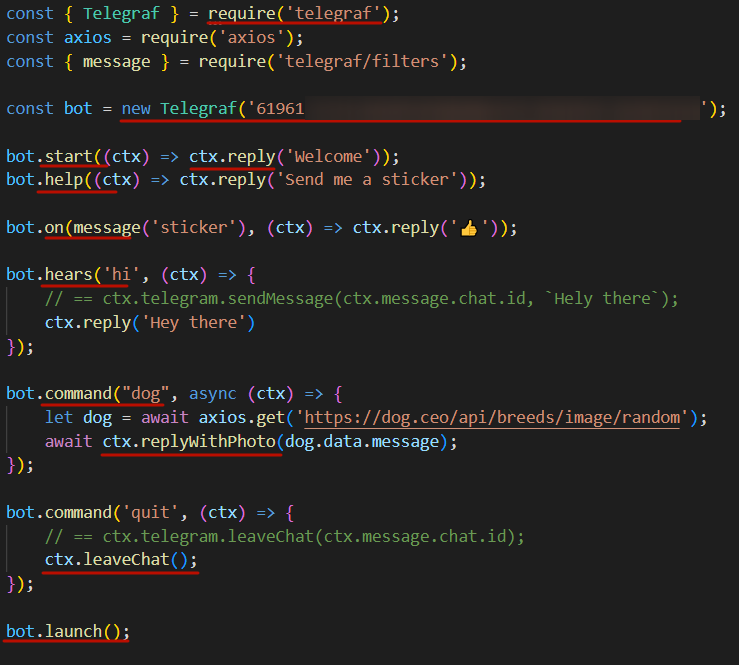 const { Telegraf } = require('telegraf');
const axios = require('axios');
const { message } = require('telegraf/filters');
const bot = new Telegraf('61961 ');
bot.start((ctx) => ctx.reply('Welcome'));
bot.help((ctx) => ctx.reply('Send me a sticker'));
bot.on(message('sticker'), (ctx) => ctx.reply('👍'));
bot.hears('hi', (ctx) => {
// == ctx.telegram.sendMessage(ctx.message.chat.id, `Hely there`);
ctx.reply('Hey there')
});
bot.command("dog", async (ctx) => {
let dog = await axios.get('https://dog.ceo/api/breeds/image/random');
await ctx.replyWithPhoto(dog.data.message);
});
bot.command('quit', (ctx) => {
// == ctx.telegram.leaveChat(ctx.message.chat.id);
ctx.leaveChat();
});
bot.launch();